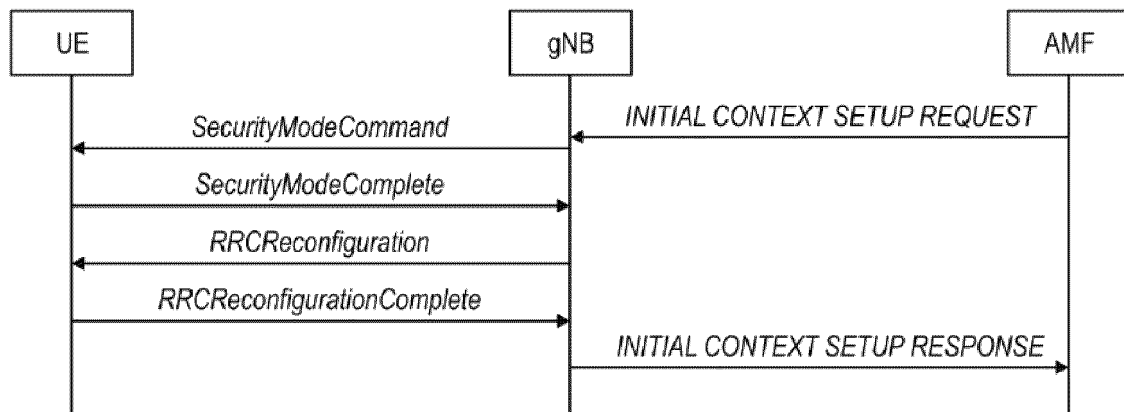 UE
gNB
AMF
INITIAL CONTEXT SETUP REQUEST
SecurityModeCommand
SecurityModeComplete
RRCReconfiguration
RRCReconfigurationComplete
INITIAL CONTEXT SETUP RESPONSE